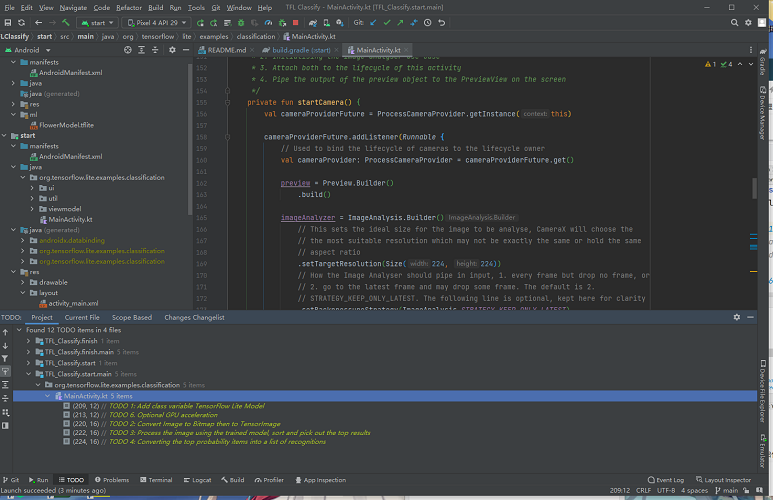 File Edit View Navigate Code Refactor Build Run Tools Git Window Help TFL Classify - MainActivity.kt [TFL_Classify.start.main]
start Pixel 4 API 29 Git:
LClassify start src main java org tensorflow lite examples classification MainActivity.kt
Android README.md build.gradle (start) MainActivity.kt
manifests
AndroidManifest.xml
java
java (generated)
res
ml
FlowerModel.tflite
start
manifests
AndroidManifest.xml
java
org.tensorflow.lite.examples.classification
ui
util
viewmodel
MainActivity.kt
java (generated)
androidx.databinding
org.tensorflow.lite.examples.classification
org.tensorflow.lite.examples.classification
res
drawable
layout
activity_main.xml
1 4
* 3. Attach both to the lifecycle of this activity
153 * 4. Pipe the output of the preview object to the PreviewView on the screen
154 */
155 private fun startCamera() {
156 val cameraProviderFuture = ProcessCameraProvider.getInstance( context: this)
157
158 cameraProviderFuture.addListener(Runnable {
159 // Used to bind the lifecycle of cameras to the lifecycle owner
160 val cameraProvider: ProcessCameraProvider = cameraProviderFuture.get()
161
162 preview = Preview.Builder()
163 .build()
164
165 imageAnalyzer = ImageAnalysis.Builder() ImageAnalysis.Builder
166 // This sets the ideal size for the image to be analyse, CameraX will choose the
167 // the most suitable resolution which may not be exactly the same or hold the same
168 // aspect ratio
169 .setTargetResolution(Size( width: 224, height: 224))
170 // How the Image Analyser should pipe in input, 1. every frame but drop no frame, or
171 // 2. go to the latest frame and may drop some frame. The default is 2.
172 // STRATEGY_KEEP_ONLY_LATEST. The following line is optional, kept here for clarity
.setBackpressureStrategy(ImageAnalysis.STRATEGY_KEEP_ONLY_LATEST)
Gradle
Device Manager
TODO: Project Current File Scope Based Changes Changelist
Found 12 TODO items in 4 files
TFL_Classify.finish 1 item
TFL_Classify.finish.main 5 items
TFL_Classify.start 1 item
TFL_Classify.start.main 5 items
org.tensorflow.lite.examples.classification 5 items
MainActivity.kt 5 items
(209, 12) // TODO 1: Add class variable TensorFlow Lite Model
(213, 12) // TODO 6. Optional GPU acceleration
(220, 16) // TODO 2: Convert Image to Bitmap then to TensorImage
(222, 16) // TODO 3: Process the image using the trained model, sort and pick out the top results
(224, 16) // TODO 4: Converting the top probability items into a list of recognitions
Device File Explorer
Emulator
Git Run TODO Problems Terminal Logcat Build Profiler App Inspection Event Log Layout Inspector
Launch succeeded (3 minutes ago) 209:12 CRLF UTF-8 4 spaces main